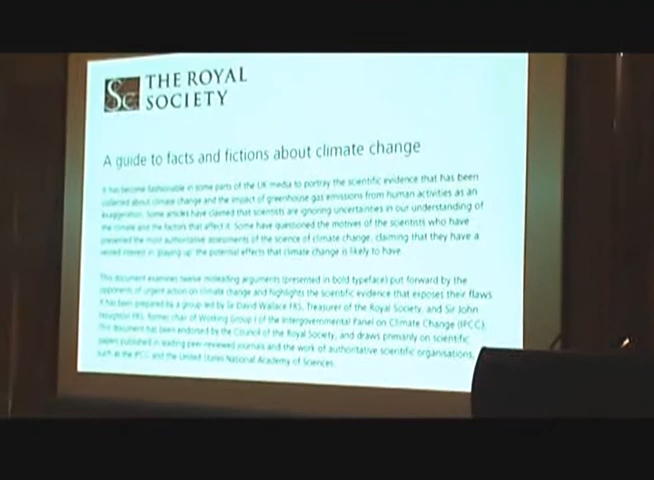 Sc
THE ROYAL
SOCIETY
A guide to facts and fictions about climate change
It has become fashionable in some parts of the UK media to portray the scientific evidence that has been
collected about climate change and the impact of greenhouse gas emissions from human activities as an
exaggeration. Some articles have claimed that scientists are ignoring uncertainties in our understanding of
the climate and the factors that affect it. Some have questioned the motives of the scientists who have
presented the most authoritative assessments of the science of climate change, claiming that they have a
vested interest in 'playing up' the potential effects that climate change is likely to have.
This document examines twelve misleading arguments (presented in bold typeface) put forward by the
opponents of urgent action on climate change and highlights the scientific evidence that exposes their flaws.
It has been prepared by a group led by Sir David Wallace FRS, Treasurer of the Royal Society, and Sir John
Houghton FRS, former chair of Working Group I of the Intergovernmental Panel on Climate Change (IPCC).
This document has been endorsed by the Council of the Royal Society, and draws primarily on scientific
papers published in leading peer-reviewed journals and the work of authoritative scientific organisations,
such as the IPCC and the United States National Academy of Sciences.